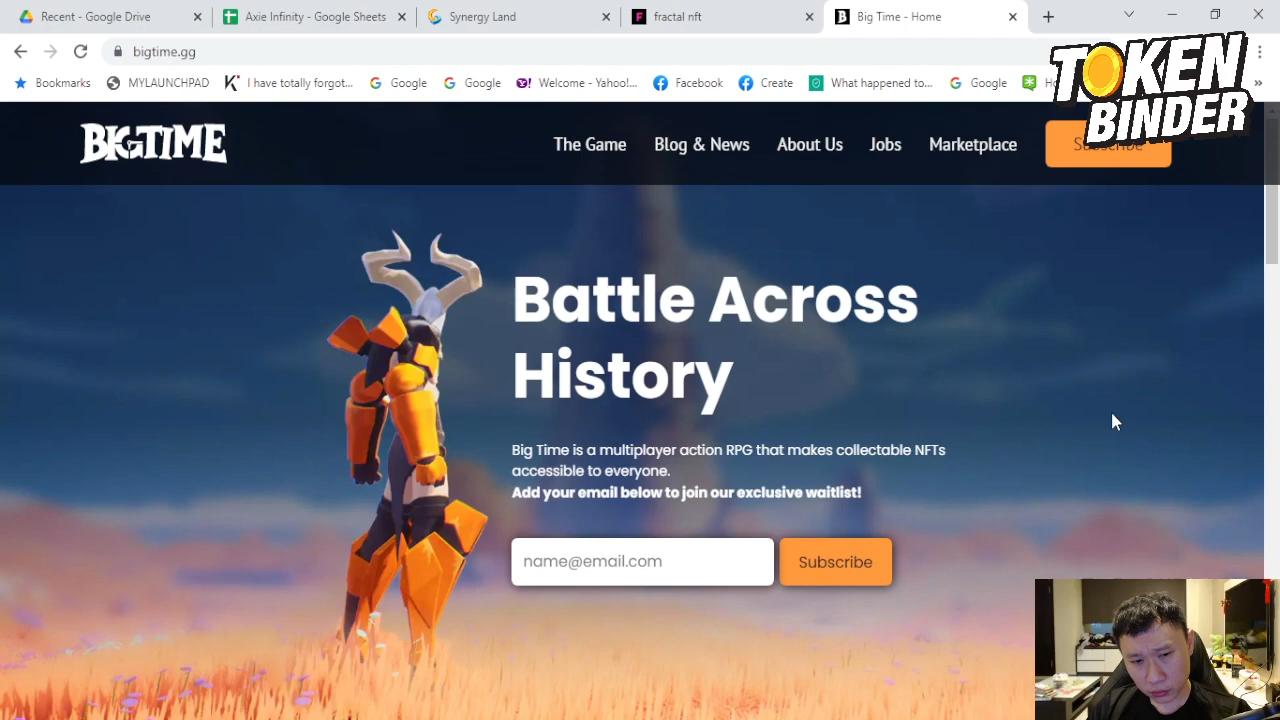 Recent - Google Drive
Axie Infinity - Google Sheets
Synergy Land
fractal nft
Big Time - Home
bigtime.gg
Bookmarks
MYLAUNCHPAD
I have totally forgot...
Google
Google
Welcome - Yahoo!...
Facebook
Create
What happened to...
Google
TOKEN
BINDER
BIGTIME
The Game
Blog & News
About Us
Jobs
Marketplace
Subscribe
Battle Across
History
Big Time is a multiplayer action RPG that makes collectable NFTs
accessible to everyone.
Add your email below to join our exclusive waitlist!
name@email.com
Subscribe